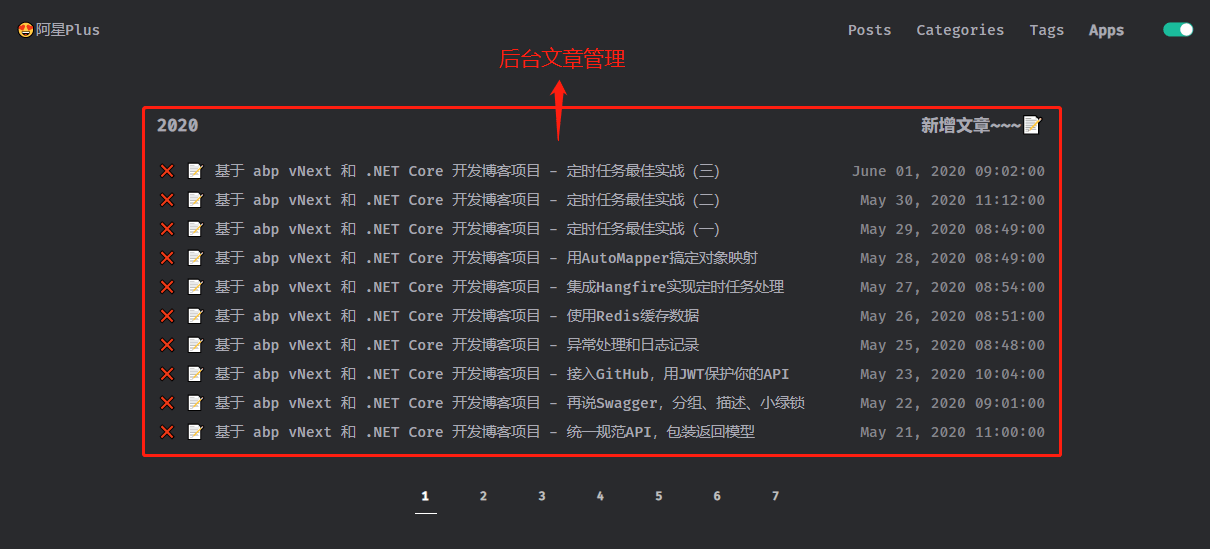 🤩阿星Plus
Posts Categories Tags Apps
后台文章管理
2020 新增文章~~~📝
❌ 📝 基于 abp vNext 和 .NET Core 开发博客项目 - 定时任务最佳实战（三） June 01, 2020 09:02:00
❌ 📝 基于 abp vNext 和 .NET Core 开发博客项目 - 定时任务最佳实战（二） May 30, 2020 11:12:00
❌ 📝 基于 abp vNext 和 .NET Core 开发博客项目 - 定时任务最佳实战（一） May 29, 2020 08:49:00
❌ 📝 基于 abp vNext 和 .NET Core 开发博客项目 - 用AutoMapper搞定对象映射 May 28, 2020 08:49:00
❌ 📝 基于 abp vNext 和 .NET Core 开发博客项目 - 集成Hangfire实现定时任务处理 May 27, 2020 08:54:00
❌ 📝 基于 abp vNext 和 .NET Core 开发博客项目 - 使用Redis缓存数据 May 26, 2020 08:51:00
❌ 📝 基于 abp vNext 和 .NET Core 开发博客项目 - 异常处理和日志记录 May 25, 2020 08:48:00
❌ 📝 基于 abp vNext 和 .NET Core 开发博客项目 - 接入GitHub，用JWT保护你的API May 23, 2020 10:04:00
❌ 📝 基于 abp vNext 和 .NET Core 开发博客项目 - 再说Swagger，分组、描述、小绿锁 May 22, 2020 09:01:00
❌ 📝 基于 abp vNext 和 .NET Core 开发博客项目 - 统一规范API，包装返回模型 May 21, 2020 11:00:00
1 2 3 4 5 6 7